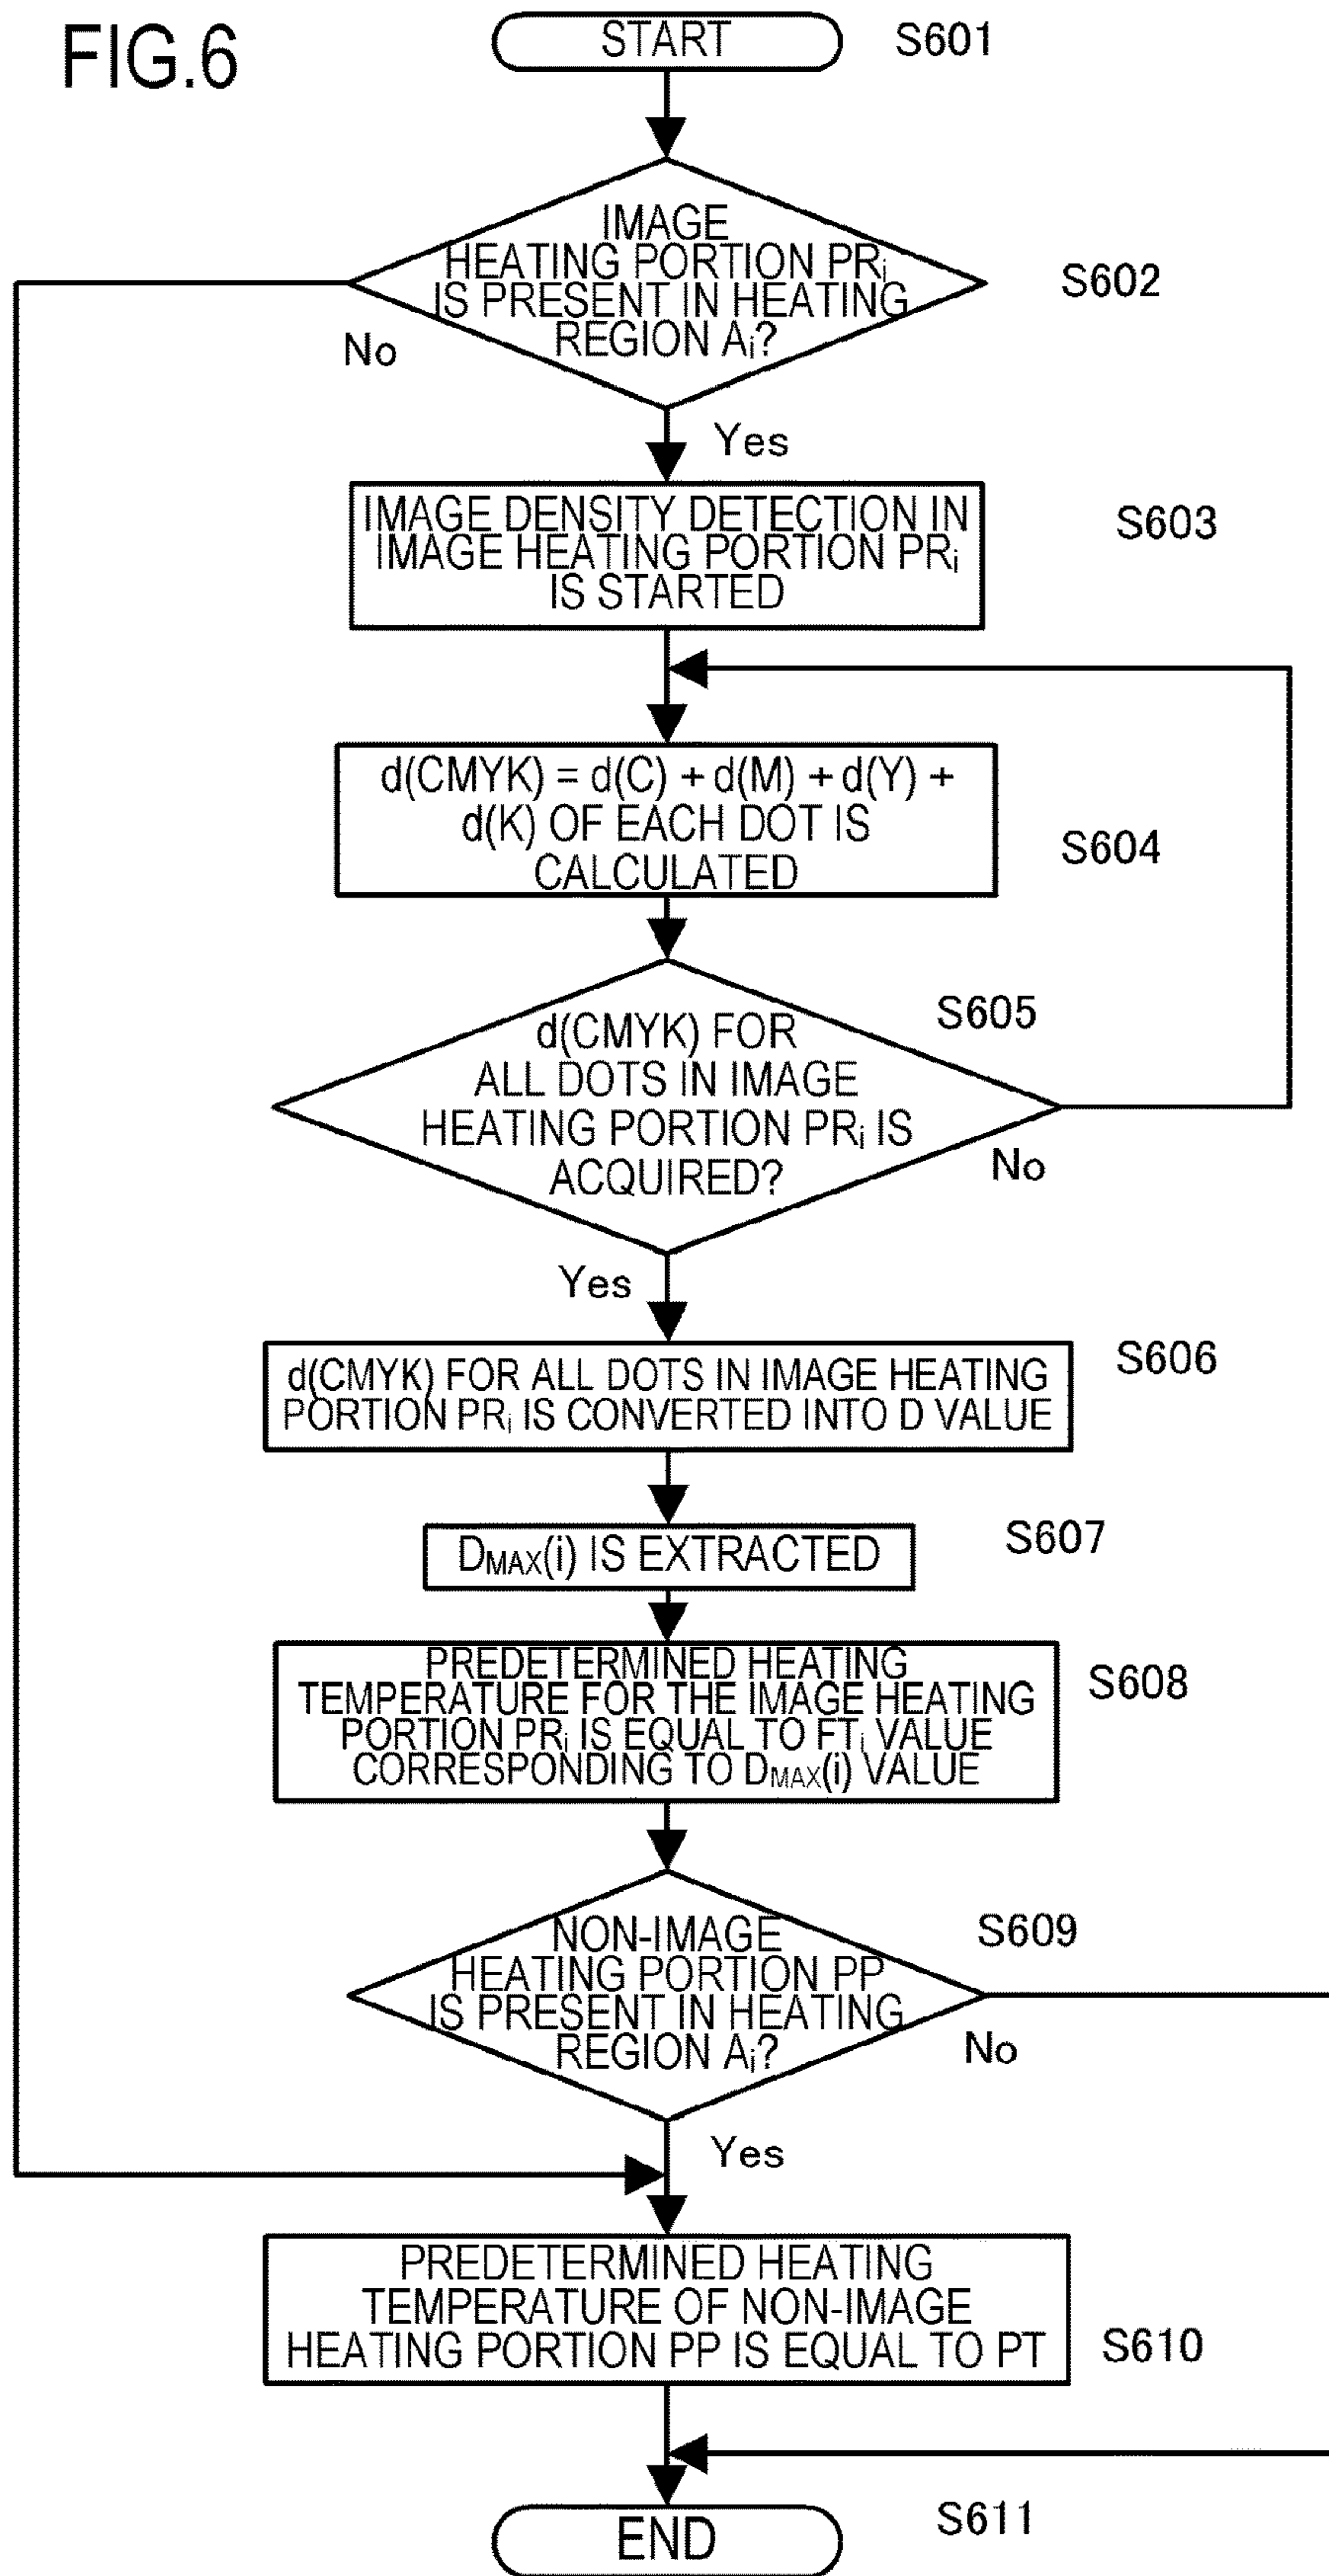 FIG.6
START
S601
IMAGE
HEATING PORTION PRi
IS PRESENT IN HEATING
REGION Ai?
S602
No
Yes
IMAGE DENSITY DETECTION IN
IMAGE HEATING PORTION PRi
IS STARTED
S603
d(CMYK) = d(C) + d(M) + d(Y) +
d(K) OF EACH DOT IS
CALCULATED
S604
d(CMYK) FOR
ALL DOTS IN IMAGE
HEATING PORTION PRi IS
ACQUIRED?
S605
No
Yes
d(CMYK) FOR ALL DOTS IN IMAGE HEATING
PORTION PRi IS CONVERTED INTO D VALUE
S606
DMAX(i) IS EXTRACTED
S607
PREDETERMINED HEATING
TEMPERATURE FOR THE IMAGE HEATING
PORTION PRi IS EQUAL TO FTi VALUE
CORRESPONDING TO DMAX(i) VALUE
S608
NON-IMAGE
HEATING PORTION PP
IS PRESENT IN HEATING
REGION Ai?
S609
No
Yes
PREDETERMINED HEATING
TEMPERATURE OF NON-IMAGE
HEATING PORTION PP IS EQUAL TO PT
S610
END
S611